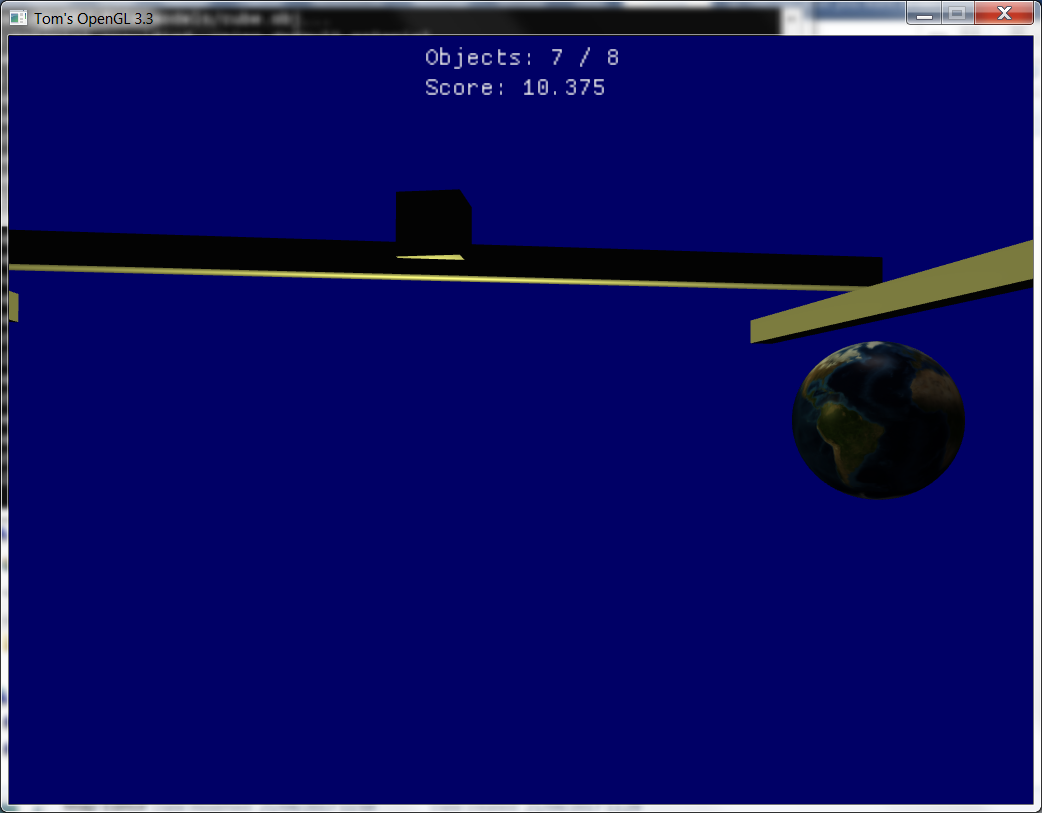 Tom's OpenGL 3.3
Objects: 7 / 8
Score: 10.375